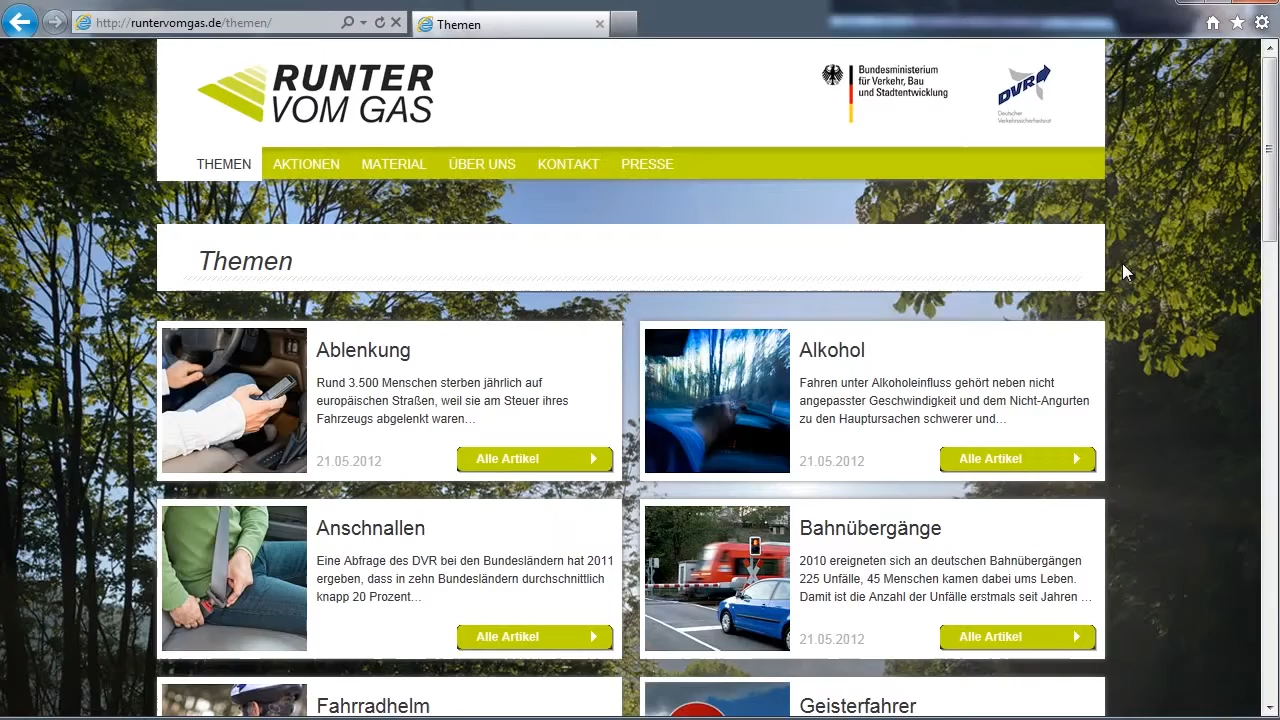 http://runtervomgas.de/themen/
Themen
RUNTER
VOM GAS
Bundesministerium
für Verkehr, Bau
und Stadtentwicklung
DVR
Deutscher
Verkehrssicherheitsrat
THEMEN AKTIONEN MATERIAL ÜBER UNS KONTAKT PRESSE
Themen
Ablenkung
Rund 3.500 Menschen sterben jährlich auf
europäischen Straßen, weil sie am Steuer ihres
Fahrzeugs abgelenkt waren…
21.05.2012
Alle Artikel
Alkohol
Fahren unter Alkoholeinfluss gehört neben nicht
angepasster Geschwindigkeit und dem Nicht-Angurten
zu den Hauptursachen schwerer und…
21.05.2012
Alle Artikel
Anschnallen
Eine Abfrage des DVR bei den Bundesländern hat 2011
ergeben, dass in zehn Bundesländern durchschnittlich
knapp 20 Prozent…
Alle Artikel
Bahnübergänge
2010 ereigneten sich an deutschen Bahnübergängen
225 Unfälle, 45 Menschen kamen dabei ums Leben.
Damit ist die Anzahl der Unfälle erstmals seit Jahren …
21.05.2012
Alle Artikel
Fahrradhelm
Geisterfahrer